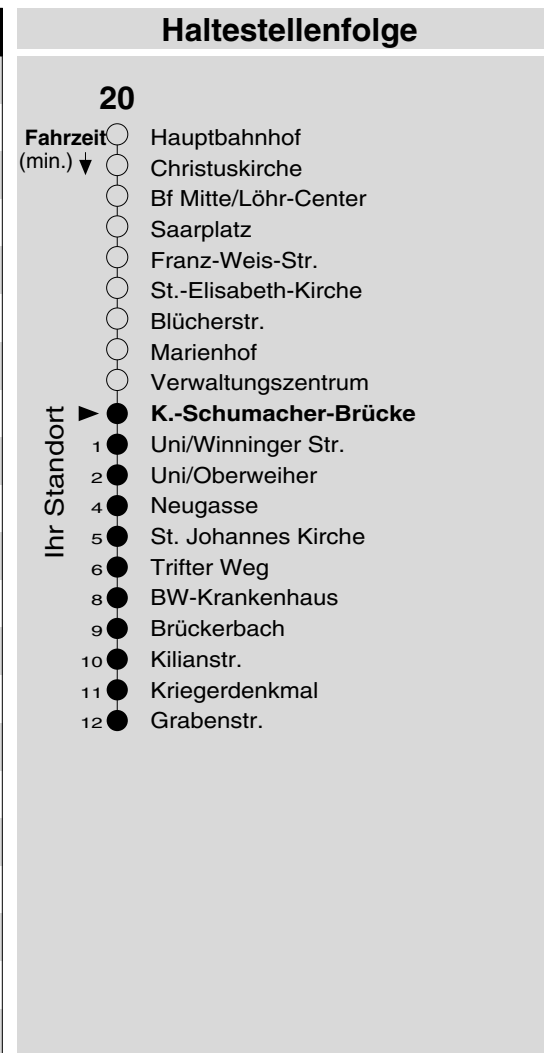 Haltestellenfolge
20
Fahrzeit Hauptbahnhof
(min.) Christuskirche
Bf Mitte/Löhr-Center
Saarplatz
Franz-Weis-Str.
St.-Elisabeth-Kirche
Blücherstr.
Marienhof
Verwaltungszentrum
Ihr Standort
K.-Schumacher-Brücke
1 Uni/Winninger Str.
2 Uni/Oberweiher
4 Neugasse
5 St. Johannes Kirche
6 Trifter Weg
8 BW-Krankenhaus
9 Brückerbach
10 Kilianstr.
11 Kriegerdenkmal
12 Grabenstr.